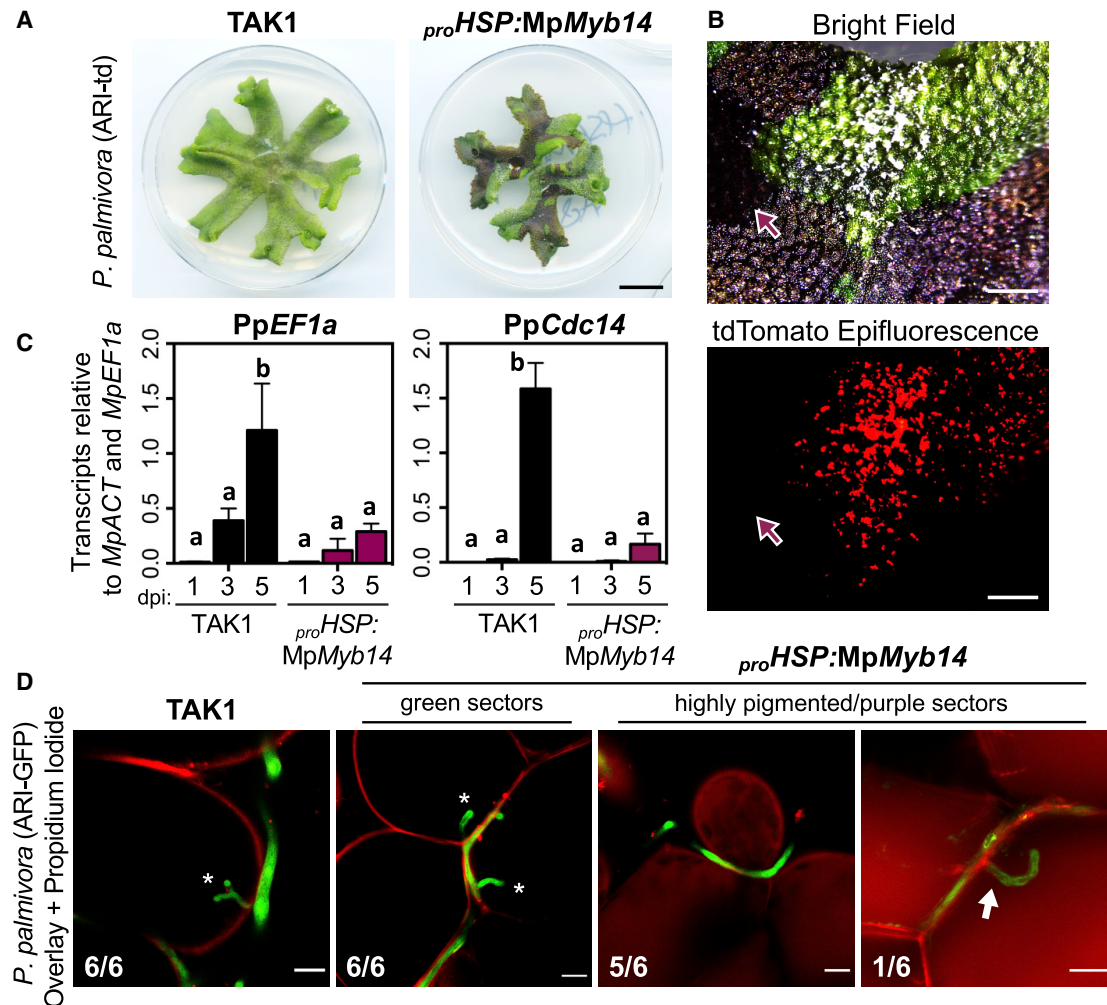 A
TAK1
proHSP:MpMyb14
P. palmivora (ARI-td)
B
Bright Field
tdTomato Epifluorescence
C
PpEF1a
PpCdc14
Transcripts relative
to MpACT and MpEF1a
2.0
1.5
1.0
0.5
0.0
a
a
b
a
a
a
2.0
1.5
1.0
0.5
0.0
a
a
b
a
a
a
dpi:
1 3 5 1 3 5
1 3 5 1 3 5
TAK1
proHSP:
MpMyb14
TAK1
proHSP:
MpMyb14
D
proHSP:MpMyb14
TAK1
green sectors
highly pigmented/purple sectors
P. palmivora (ARI-GFP)
Overlay + Propidium Iodide
*
*
*
6/6
6/6
5/6
1/6